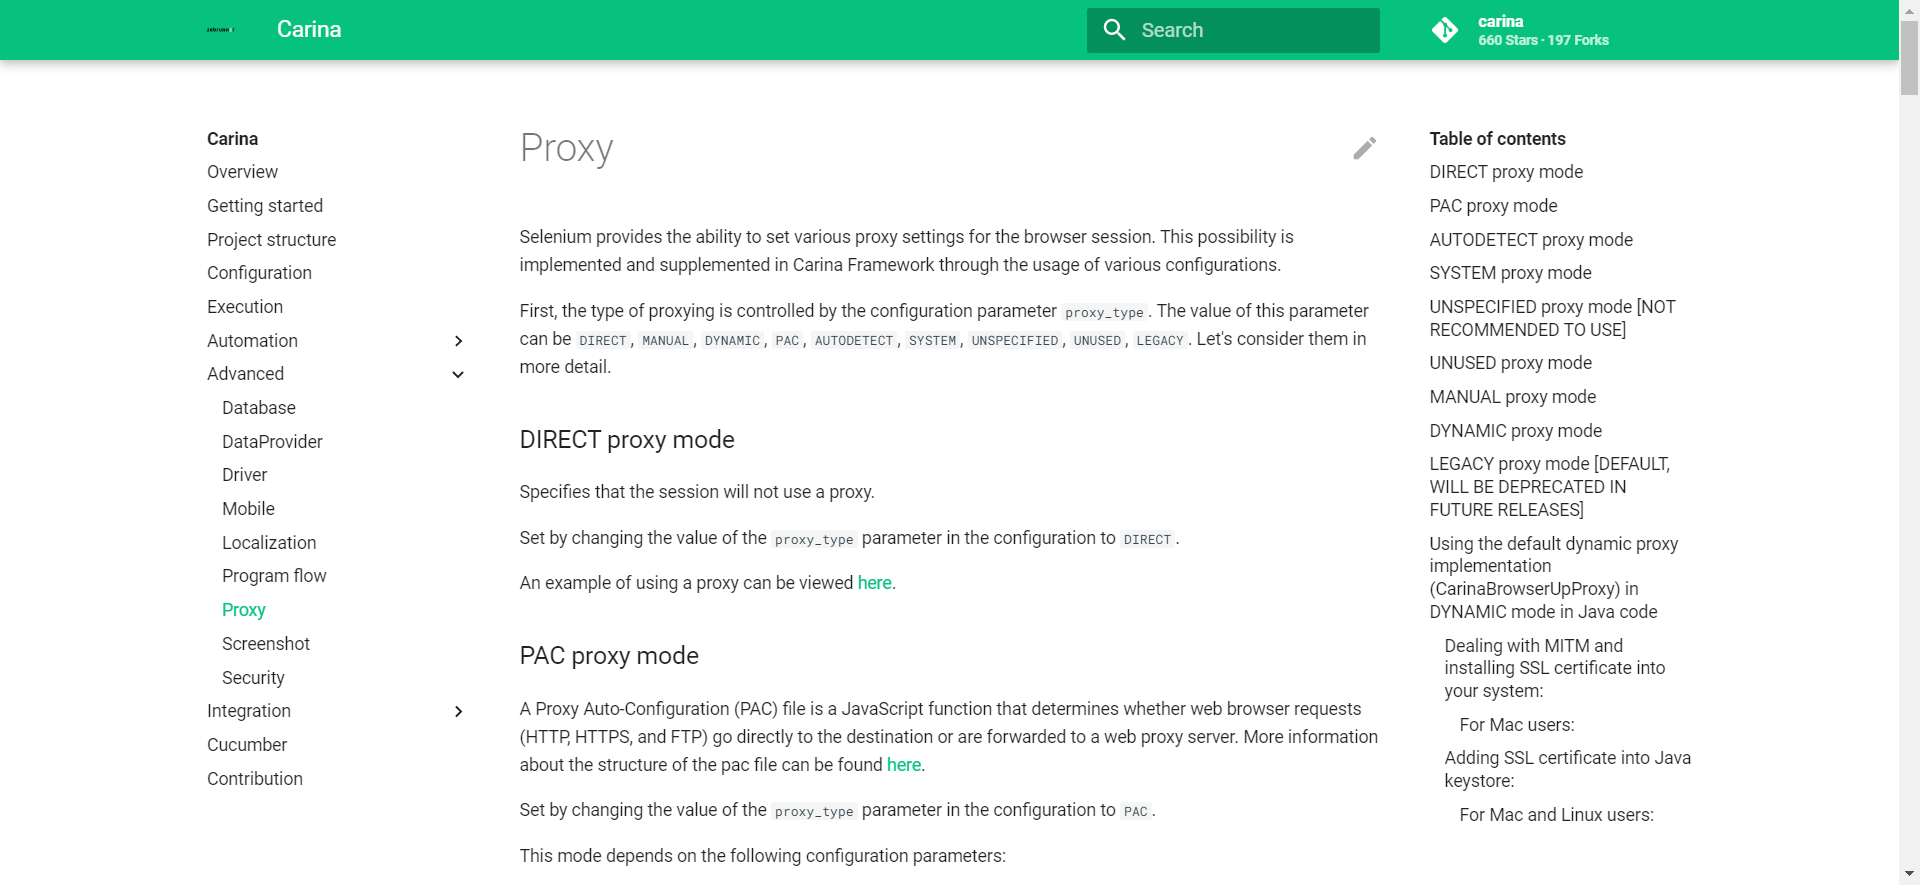 zebrunner
Carina
Search
carina
660 Stars · 197 Forks
Carina
Overview
Getting started
Project structure
Configuration
Execution
Automation
Advanced
Database
DataProvider
Driver
Mobile
Localization
Program flow
Proxy
Screenshot
Security
Integration
Cucumber
Contribution
Proxy
Selenium provides the ability to set various proxy settings for the browser session. This possibility is
implemented and supplemented in Carina Framework through the usage of various configurations.
First, the type of proxying is controlled by the configuration parameter proxy_type. The value of this parameter
can be DIRECT, MANUAL, DYNAMIC, PAC, AUTODETECT, SYSTEM, UNSPECIFIED, UNUSED, LEGACY. Let's consider them in
more detail.
DIRECT proxy mode
Specifies that the session will not use a proxy.
Set by changing the value of the proxy_type parameter in the configuration to DIRECT.
An example of using a proxy can be viewed here.
PAC proxy mode
A Proxy Auto-Configuration (PAC) file is a JavaScript function that determines whether web browser requests
(HTTP, HTTPS, and FTP) go directly to the destination or are forwarded to a web proxy server. More information
about the structure of the pac file can be found here.
Set by changing the value of the proxy_type parameter in the configuration to PAC.
This mode depends on the following configuration parameters:
Table of contents
DIRECT proxy mode
PAC proxy mode
AUTODETECT proxy mode
SYSTEM proxy mode
UNSPECIFIED proxy mode [NOT
RECOMMENDED TO USE]
UNUSED proxy mode
MANUAL proxy mode
DYNAMIC proxy mode
LEGACY proxy mode [DEFAULT,
WILL BE DEPRECATED IN
FUTURE RELEASES]
Using the default dynamic proxy
implementation
(CarinaBrowserUpProxy) in
DYNAMIC mode in Java code
Dealing with MITM and
installing SSL certificate into
your system:
For Mac users:
Adding SSL certificate into Java
keystore:
For Mac and Linux users: